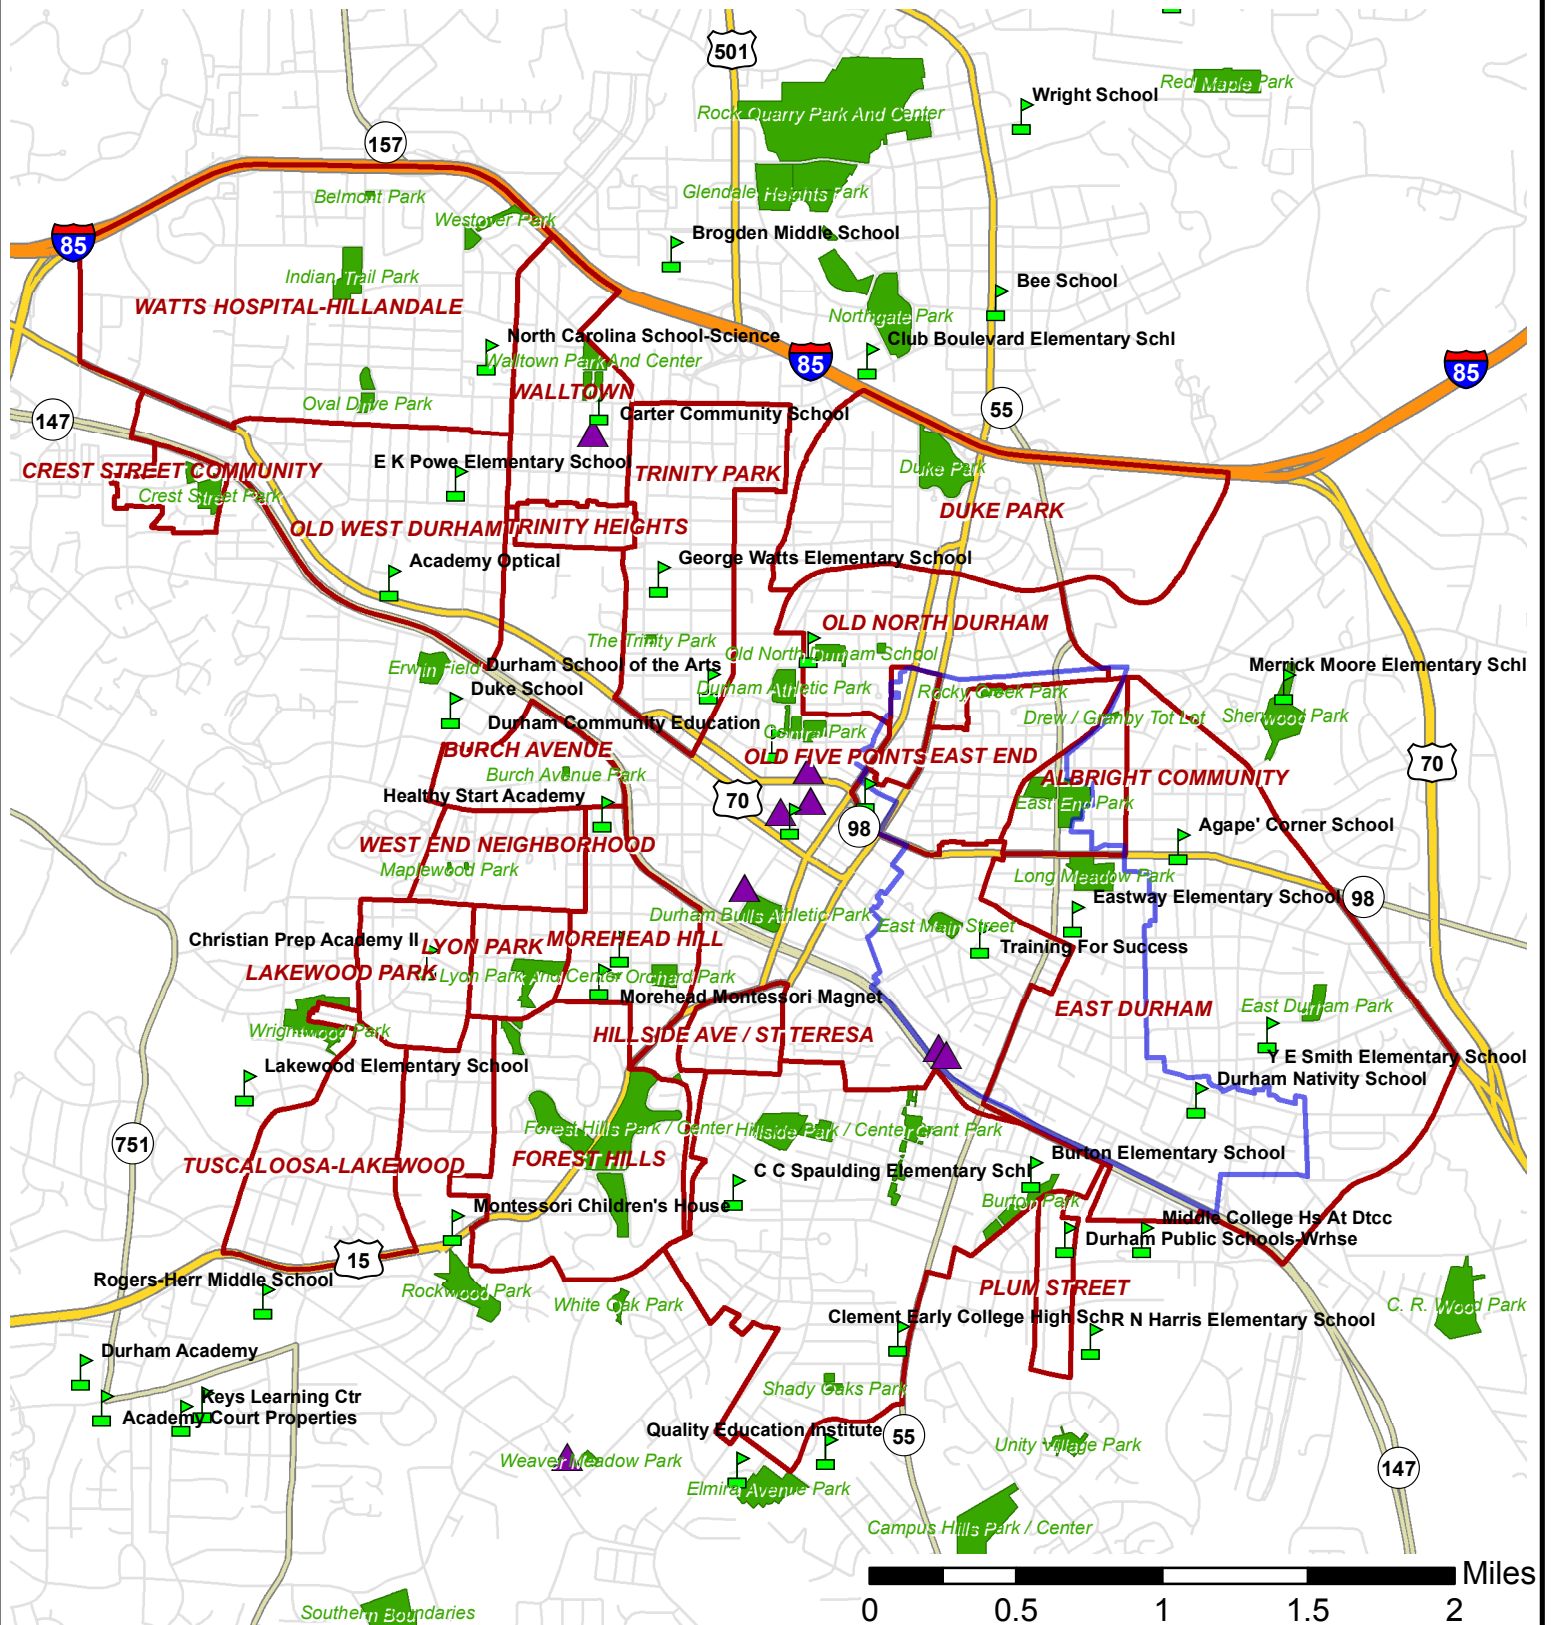 501
Red Maple Park
Wright School
Rock Quarry Park And Center
157
Belmont Park
Glendale Heights Park
Westover Park
Brogden Middle School
85
Indian Trail Park
Bee School
WATTS HOSPITAL-HILLANDALE
Northgate Park
North Carolina School-Science
Club Boulevard Elementary Schl
Walltown Park And Center
85
85
WALLTOWN
Oval Drive Park
Carter Community School
55
147
E K Powe Elementary School
CREST STREET COMMUNITY
TRINITY PARK
Duke Park
Crest Street Park
DUKE PARK
OLD WEST DURHAM
TRINITY HEIGHTS
Academy Optical
George Watts Elementary School
OLD NORTH DURHAM
The Trinity Park
Old North Durham School
Erwin Field
Durham School of the Arts
Merrick Moore Elementary Schl
Duke School
Durham Athletic Park
Rocky Creek Park
Drew / Granby Tot Lot
Sherwood Park
Durham Community Education
Central Park
BURCH AVENUE
OLD FIVE POINTS
EAST END
70
Burch Avenue Park
ALBRIGHT COMMUNITY
Healthy Start Academy
70
East End Park
98
Agape' Corner School
WEST END NEIGHBORHOOD
Maplewood Park
Long Meadow Park
Eastway Elementary School
98
Durham Bulls Athletic Park
East Main Street
Christian Prep Academy II
LYON PARK
MOREHEAD HILL
Training For Success
LAKEWOOD PARK
Lyon Park And Center
Orchard Park
Morehead Montessori Magnet
EAST DURHAM
East Durham Park
Wrightwood Park
HILLSIDE AVE / ST TERESA
Lakewood Elementary School
Y E Smith Elementary School
Durham Nativity School
751
Forest Hills Park / Center
Hillside Park / Center
Grant Park
TUSCALOOSA-LAKEWOOD
FOREST HILLS
C C Spaulding Elementary Schl
Burton Elementary School
Burton Park
Montessori Children's House
Middle College Hs At Dtcc
Durham Public Schools-Wrhse
15
Rogers-Herr Middle School
Rockwood Park
White Oak Park
PLUM STREET
C. R. Wood Park
Clement Early College High Sch
R N Harris Elementary School
Durham Academy
Shady Oaks Park
Keys Learning Ctr
Academy Court Properties
Quality Education Institute
55
Unity Village Park
Weaver Meadow Park
147
Elmira Avenue Park
Campus Hills Park / Center
Miles
0 0.5 1 1.5 2
Southern Boundaries